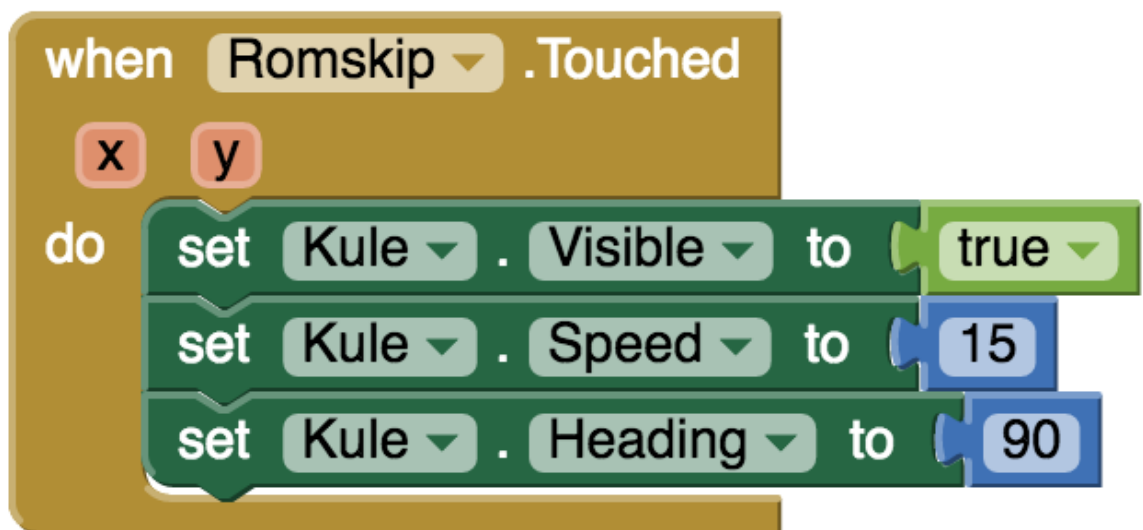 when Romskip .Touched
x y
do set Kule . Visible to true
set Kule . Speed to 15
set Kule . Heading to 90